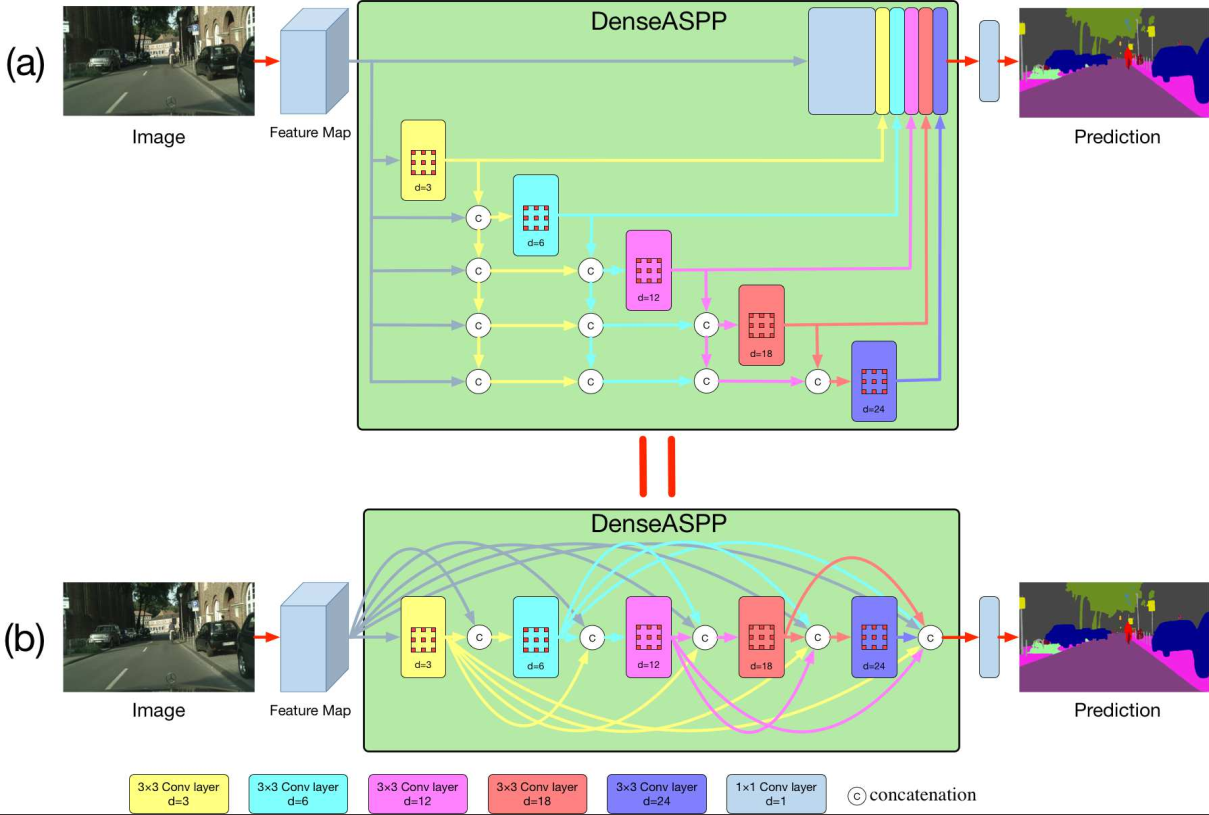 DenseASPP
(a)
Image
Feature Map
Prediction
d=3
c
d=6
c
c
d=12
c
c
c
d=18
c
c
c
c
d=24
DenseASPP
(b)
d=3
c
d=6
c
d=12
c
d=18
c
d=24
c
Image
Feature Map
Prediction
3×3 Conv layer
d=3
3×3 Conv layer
d=6
3×3 Conv layer
d=12
3×3 Conv layer
d=18
3×3 Conv layer
d=24
1×1 Conv layer
d=1
c concatenation